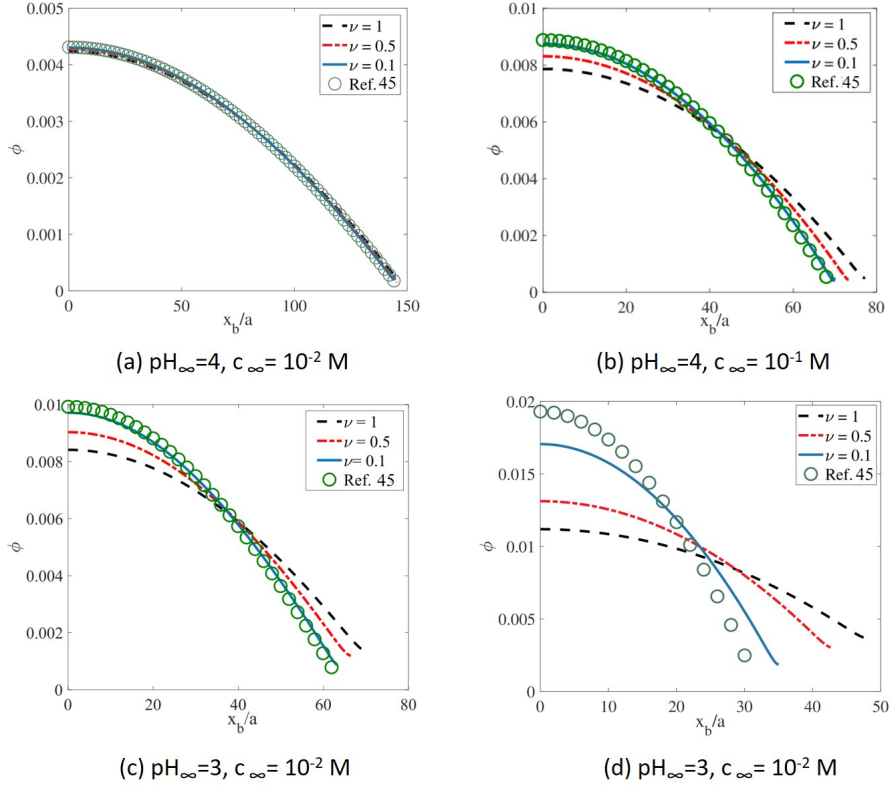 0.005
0.004
0.003
0.002
0.001
0
ϕ
0 50 100 150
x_b/a
ν = 1
ν = 0.5
ν = 0.1
Ref. 45
(a) pH∞=4, c ∞= 10⁻² M
0.01
0.008
0.006
0.004
0.002
0
ϕ
0 20 40 60 80
x_b/a
ν = 1
ν = 0.5
ν = 0.1
Ref. 45
(b) pH∞=4, c ∞= 10⁻¹ M
0.01
0.008
0.006
0.004
0.002
0
ϕ
0 20 40 60 80
x_b/a
ν = 1
ν = 0.5
ν= 0.1
Ref. 45
(c) pH∞=3, c ∞= 10⁻² M
0.02
0.015
0.01
0.005
0
ϕ
0 10 20 30 40 50
x_b/a
ν = 1
ν = 0.5
ν = 0.1
Ref. 45
(d) pH∞=3, c ∞= 10⁻² M